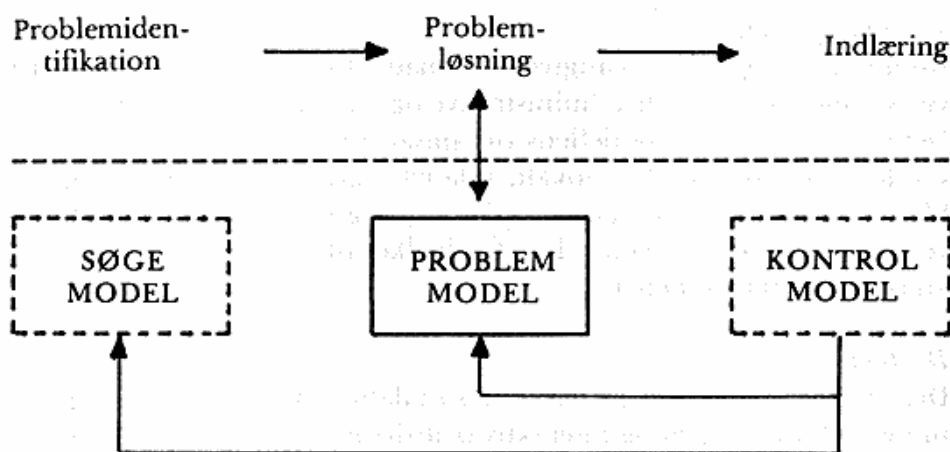 Problemiden-
tifikation
Problem-
løsning
Indlæring
SØGE
MODEL
PROBLEM
MODEL
KONTROL
MODEL